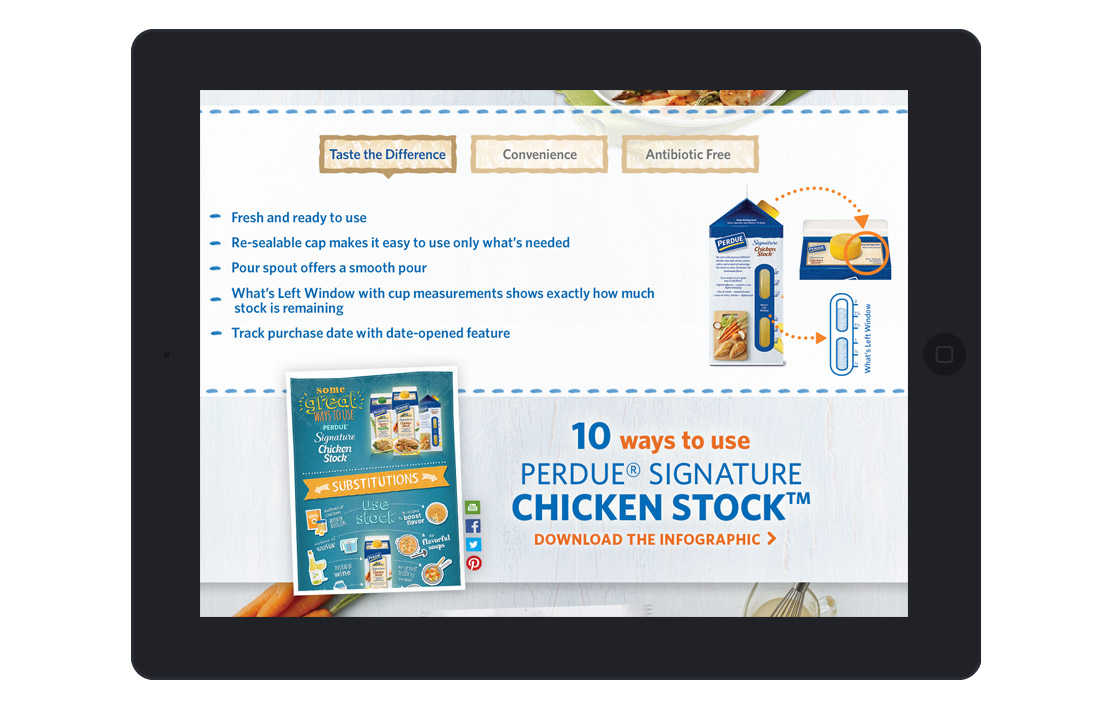 Taste the Difference
Convenience
Antibiotic Free
Fresh and ready to use
Re-sealable cap makes it easy to use only what's needed
Pour spout offers a smooth pour
What's Left Window with cup measurements shows exactly how much
stock is remaining
Track purchase date with date-opened feature
PERDUE
Signature
Chicken
Stock
What's Left Window
some
great
WAYS TO USE
PERDUE
Signature
Chicken
Stock
SUBSTITUTIONS
use
stock
boost
flavor
flavorful
soups
wine
10 ways to use
PERDUE® SIGNATURE
CHICKEN STOCK™
DOWNLOAD THE INFOGRAPHIC